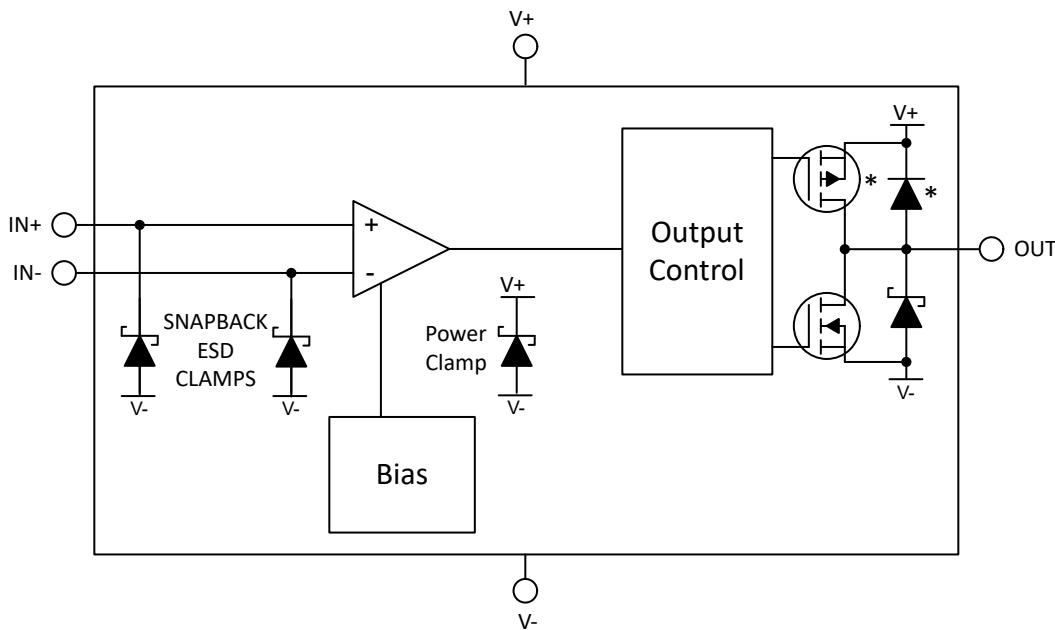 V+
IN+
IN-
+
-
SNAPBACK
ESD
CLAMPS
V-
V-
Bias
V+
Power
Clamp
V-
Output
Control
V+
*
*
OUT
V-
V-